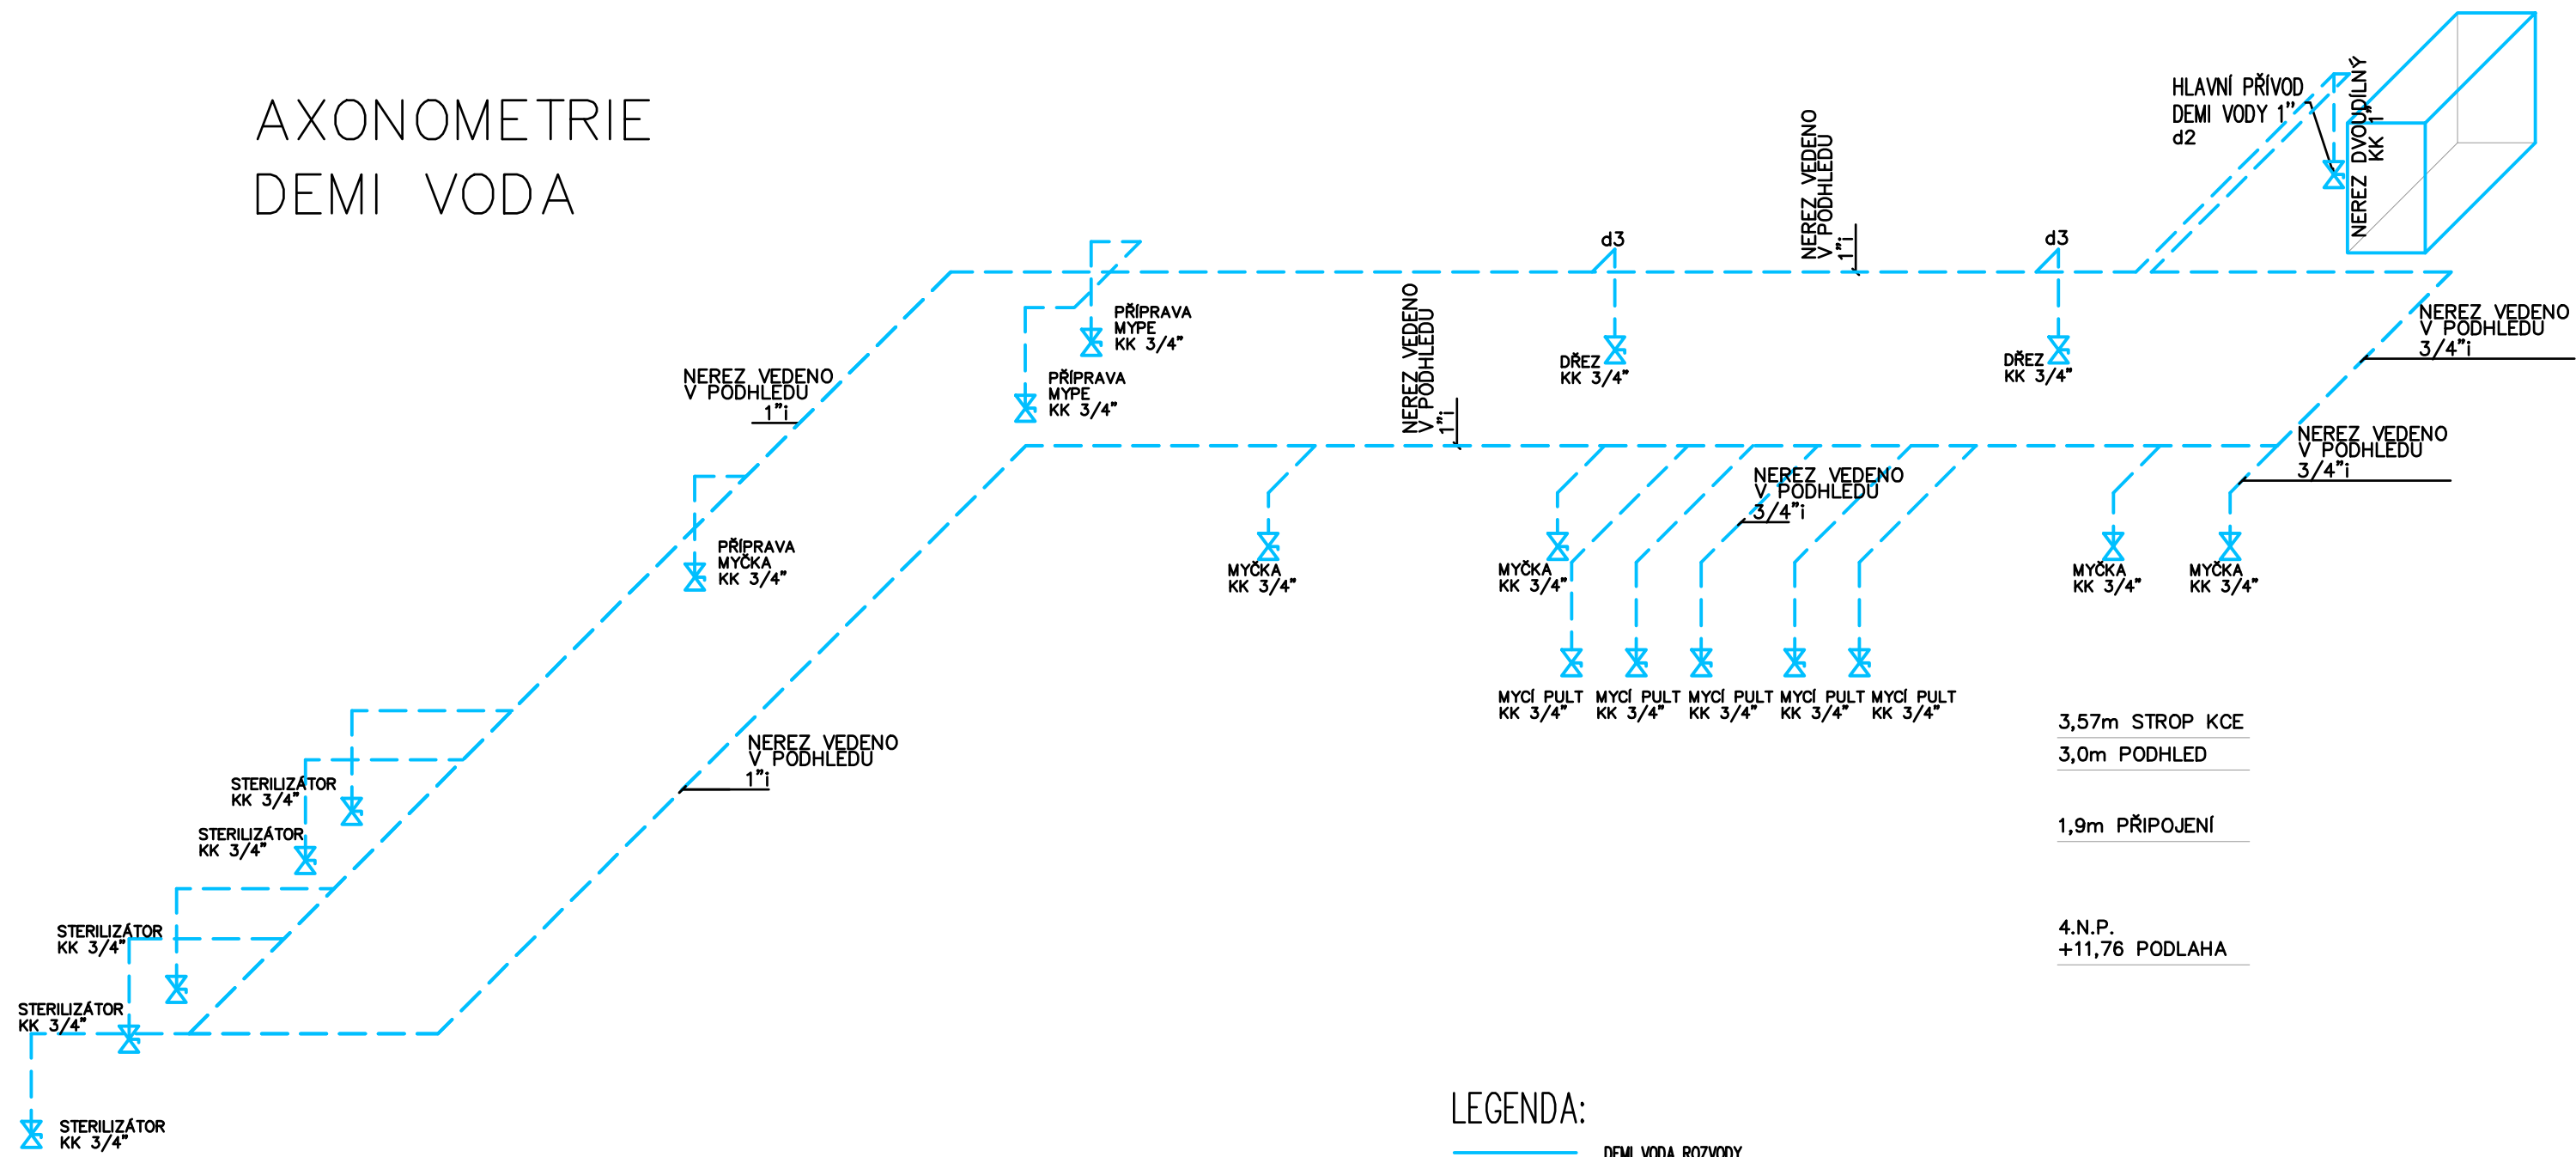 AXONOMETRIE
DEMI VODA
HLAVNÍ PŘÍVOD
DEMI VODY 1"
d2
NEREZ DVOUDÍLNÝ
KK 1"
NEREZ VEDENO
V PODHLEDU
1"i
d3
d3
NEREZ VEDENO
V PODHLEDU
1"i
PŘÍPRAVA
MYPE
KK 3/4"
NEREZ VEDENO
V PODHLEDU
3/4"i
DŘEZ
KK 3/4"
DŘEZ
KK 3/4"
NEREZ VEDENO
V PODHLEDU
1"i
PŘÍPRAVA
MYPE
KK 3/4"
NEREZ VEDENO
V PODHLEDU
3/4"i
NEREZ VEDENO
V PODHLEDU
3/4"i
PŘÍPRAVA
MYČKA
KK 3/4"
MYČKA
KK 3/4"
MYČKA
KK 3/4"
MYČKA
KK 3/4"
MYČKA
KK 3/4"
MYCÍ PULT
KK 3/4"
MYCÍ PULT
KK 3/4"
MYCÍ PULT
KK 3/4"
MYCÍ PULT
KK 3/4"
MYCÍ PULT
KK 3/4"
NEREZ VEDENO
V PODHLEDU
1"i
3,57m STROP KCE
3,0m PODHLED
1,9m PŘIPOJENÍ
4.N.P.
+11,76 PODLAHA
STERILIZÁTOR
KK 3/4"
STERILIZÁTOR
KK 3/4"
STERILIZÁTOR
KK 3/4"
STERILIZÁTOR
KK 3/4"
STERILIZÁTOR
KK 3/4"
LEGENDA:
DEMI VODA ROZVODY